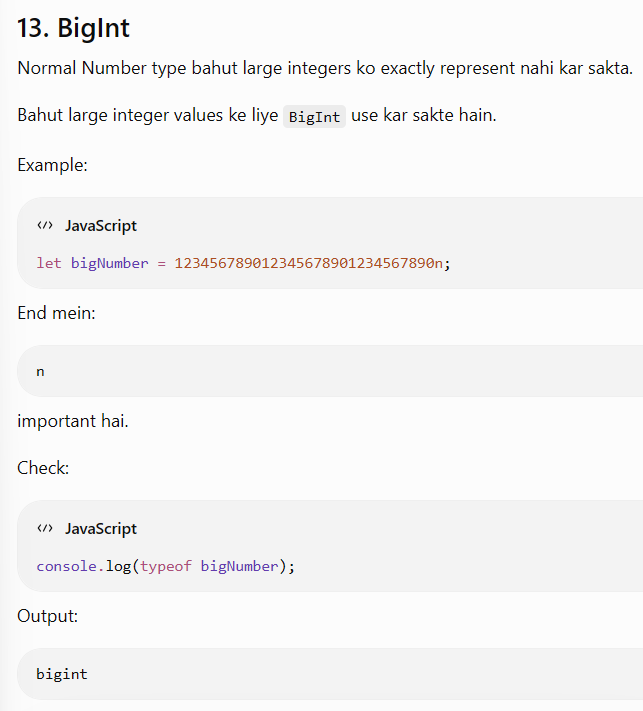 13. BigInt
Normal Number type bahut large integers ko exactly represent nahi kar sakta.
Bahut large integer values ke liye BigInt use kar sakte hain.
Example:
</> JavaScript
let bigNumber = 123456789012345678901234567890n;
End mein:
n
important hai.
Check:
</> JavaScript
console.log(typeof bigNumber);
Output:
bigint